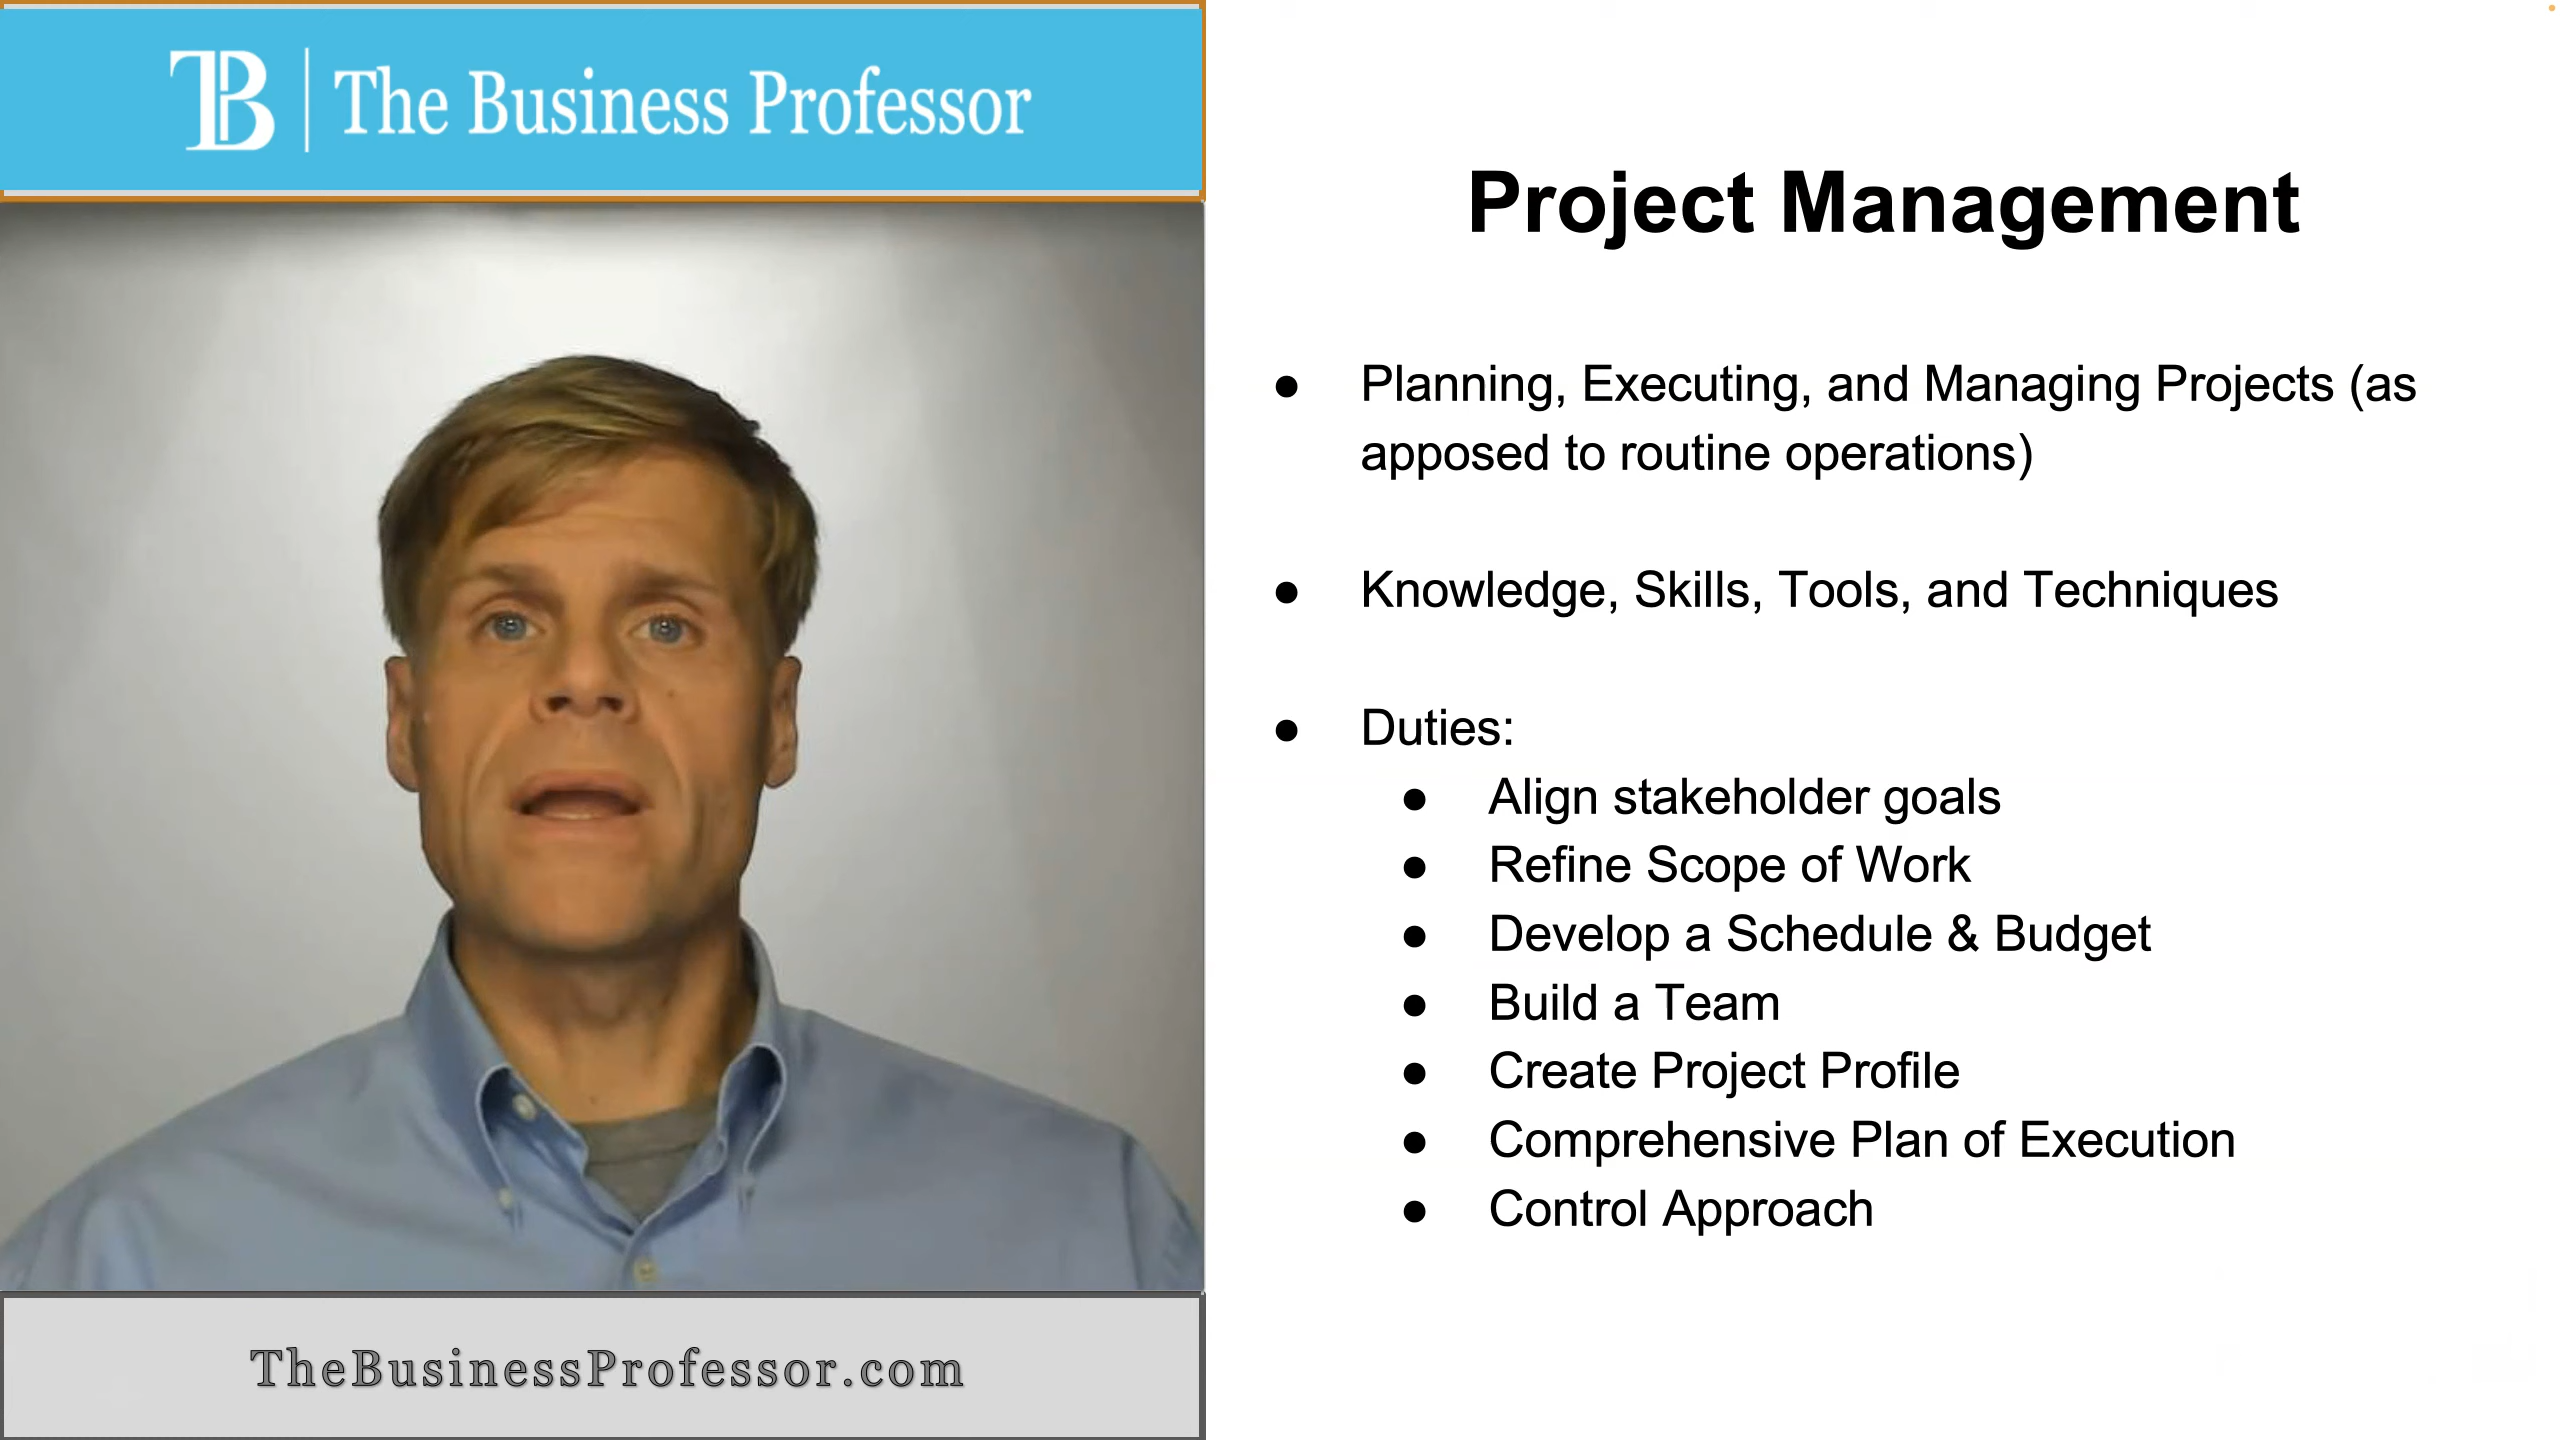 TB | The Business Professor
Project Management
● Planning, Executing, and Managing Projects (as
apposed to routine operations)
● Knowledge, Skills, Tools, and Techniques
● Duties:
● Align stakeholder goals
● Refine Scope of Work
● Develop a Schedule & Budget
● Build a Team
● Create Project Profile
● Comprehensive Plan of Execution
● Control Approach
TheBusinessProfessor.com